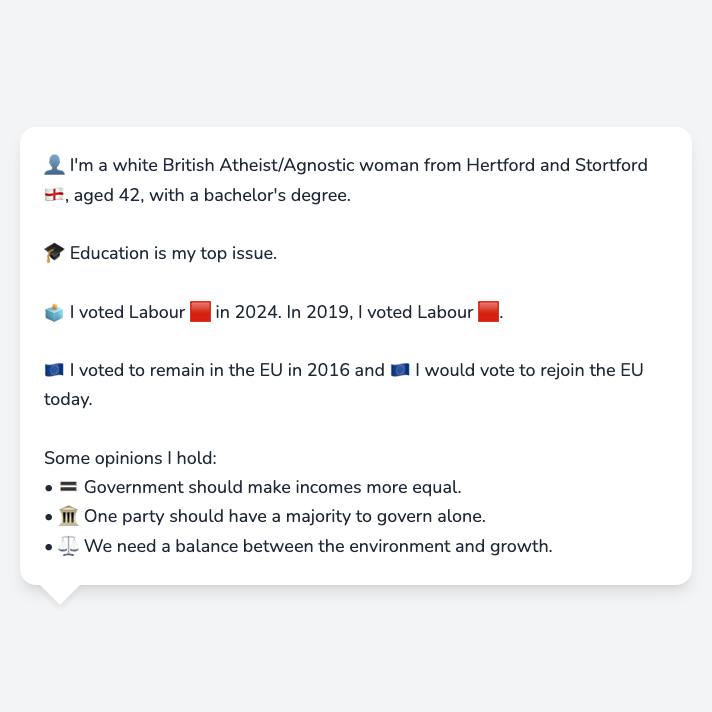 👤 I'm a white British Atheist/Agnostic woman from Hertford and Stortford
🏴󠁧󠁢󠁥󠁮󠁧󠁿, aged 42, with a bachelor's degree.
🎓 Education is my top issue.
🗳️ I voted Labour 🟥 in 2024. In 2019, I voted Labour 🟥.
🇪🇺 I voted to remain in the EU in 2016 and 🇪🇺 I would vote to rejoin the EU
today.
Some opinions I hold:
• 🟰 Government should make incomes more equal.
• 🏛️ One party should have a majority to govern alone.
• ⚖️ We need a balance between the environment and growth.